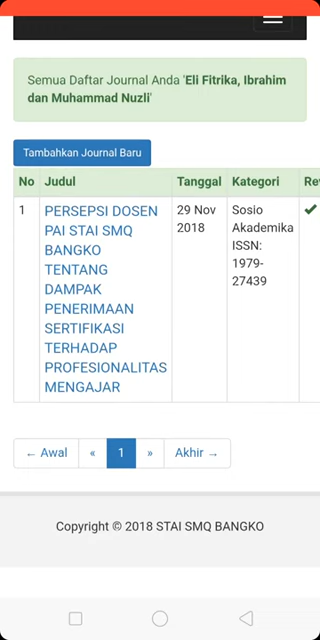 Semua Daftar Journal Anda 'Eli Fitrika, Ibrahim
dan Muhammad Nuzli'
Tambahkan Journal Baru
No Judul Tanggal Kategori Rev
1 PERSEPSI DOSEN 29 Nov Sosio
PAI STAI SMQ 2018 Akademika
BANGKO ISSN:
TENTANG 1979-
DAMPAK 27439
PENERIMAAN
SERTIFIKASI
TERHADAP
PROFESIONALITAS
MENGAJAR
← Awal « 1 » Akhir →
Copyright © 2018 STAI SMQ BANGKO